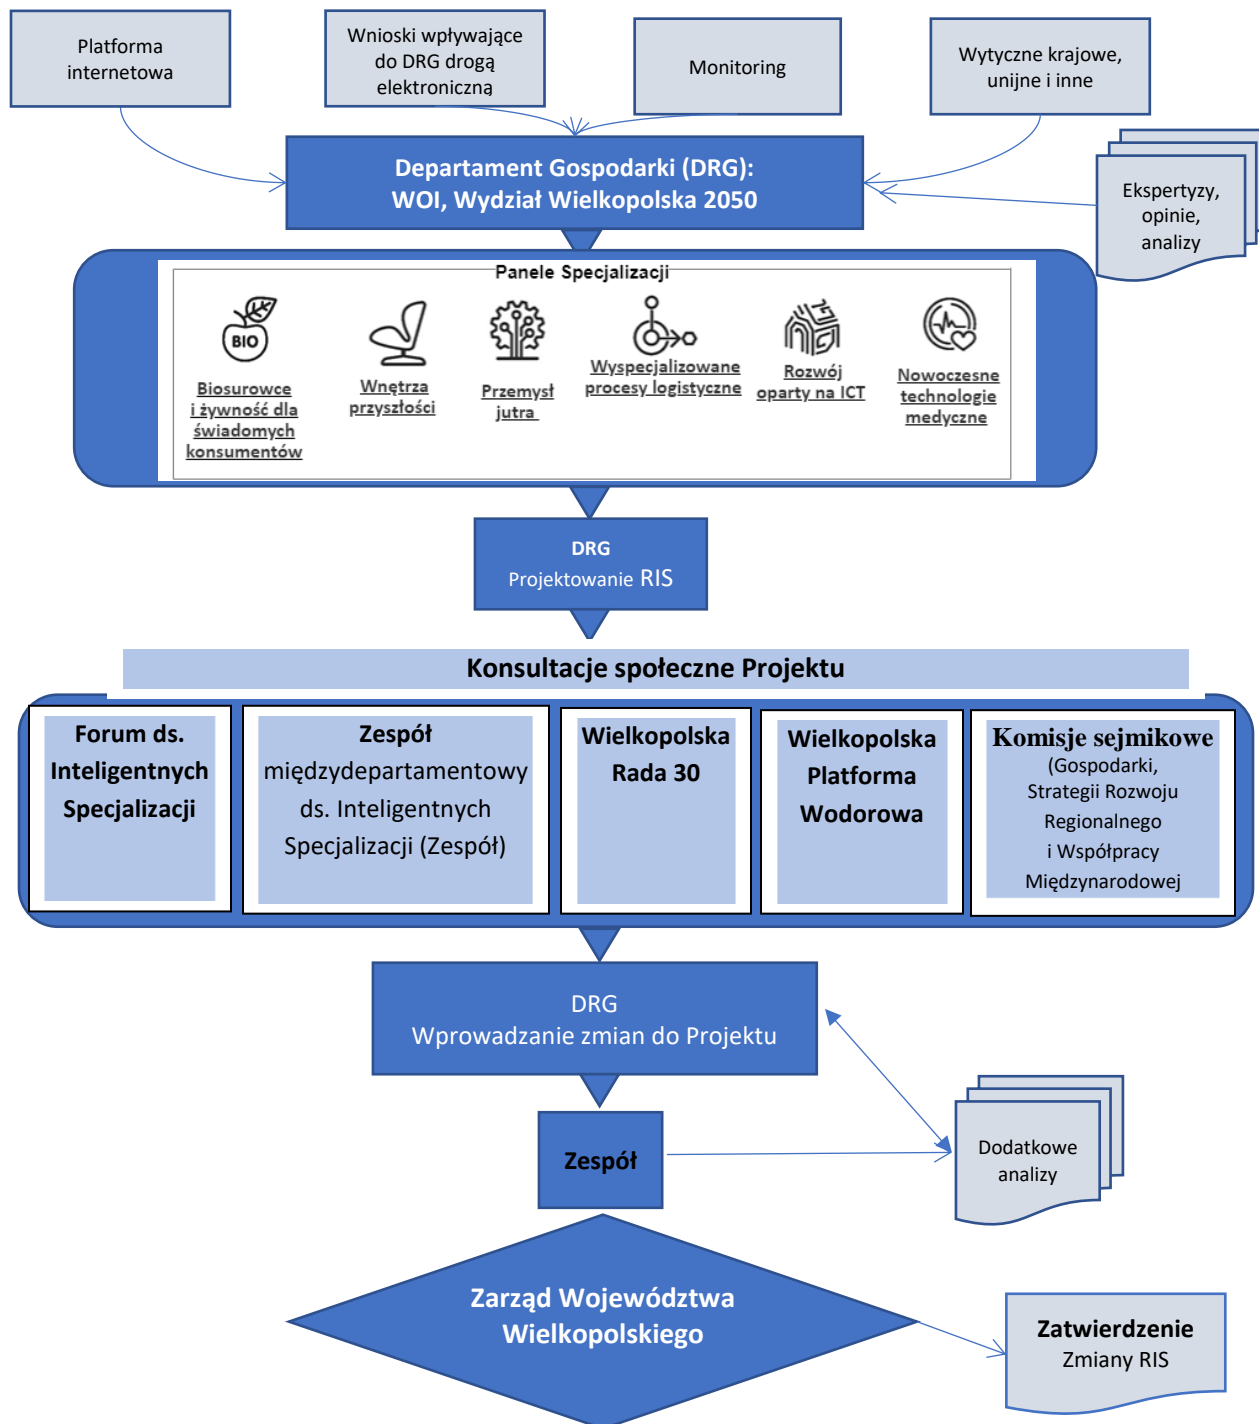 Platforma
internetowa
Wnioski wpływające
do DRG drogą
elektroniczną
Monitoring
Wytyczne krajowe,
unijne i inne
Departament Gospodarki (DRG):
WOI, Wydział Wielkopolska 2050
Ekspertyzy,
opinie,
analizy
Panele Specjalizacji
BIO
Biosurowce
i żywność dla
świadomych
konsumentów
Wnętrza
przyszłości
Przemysł
jutra
Wyspecjalizowane
procesy logistyczne
Rozwój
oparty na ICT
Nowoczesne
technologie
medyczne
DRG
Projektowanie RIS
Konsultacje społeczne Projektu
Forum ds.
Inteligentnych
Specjalizacji
Zespół
międzydepartamentowy
ds. Inteligentnych
Specjalizacji (Zespół)
Wielkopolska
Rada 30
Wielkopolska
Platforma
Wodorowa
Komisje sejmikowe
(Gospodarki,
Strategii Rozwoju
Regionalnego
i Współpracy
Międzynarodowej
DRG
Wprowadzanie zmian do Projektu
Zespół
Dodatkowe
analizy
Zarząd Województwa
Wielkopolskiego
Zatwierdzenie
Zmiany RIS